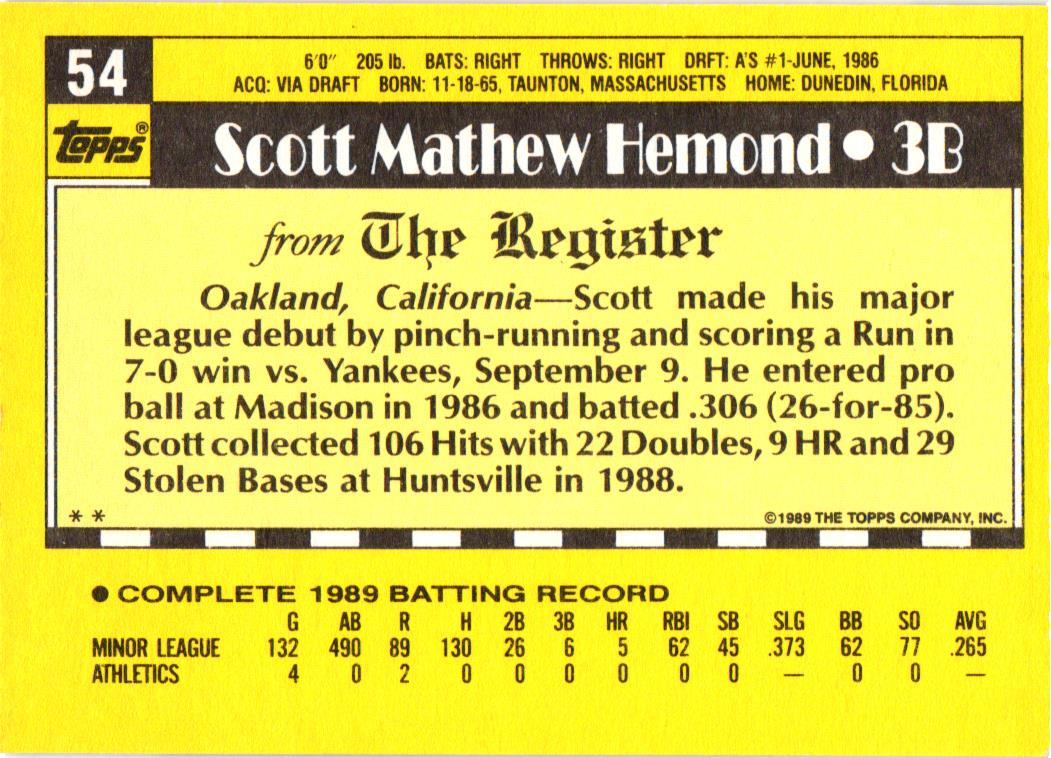 54
6'0" 205 lb. BATS: RIGHT THROWS: RIGHT DRFT: A'S #1-JUNE, 1986
ACQ: VIA DRAFT BORN: 11-18-65, TAUNTON, MASSACHUSETTS HOME: DUNEDIN, FLORIDA
topps®
Scott Mathew Hemond • 3B
from The Register
Oakland, California—Scott made his major
league debut by pinch-running and scoring a Run in
7-0 win vs. Yankees, September 9. He entered pro
ball at Madison in 1986 and batted .306 (26-for-85).
Scott collected 106 Hits with 22 Doubles, 9 HR and 29
Stolen Bases at Huntsville in 1988.
* * ©1989 THE TOPPS COMPANY, INC.
● COMPLETE 1989 BATTING RECORD
G AB R H 2B 3B HR RBI SB SLG BB SO AVG
MINOR LEAGUE 132 490 89 130 26 6 5 62 45 .373 62 77 .265
ATHLETICS 4 0 2 0 0 0 0 0 0 — 0 0 —